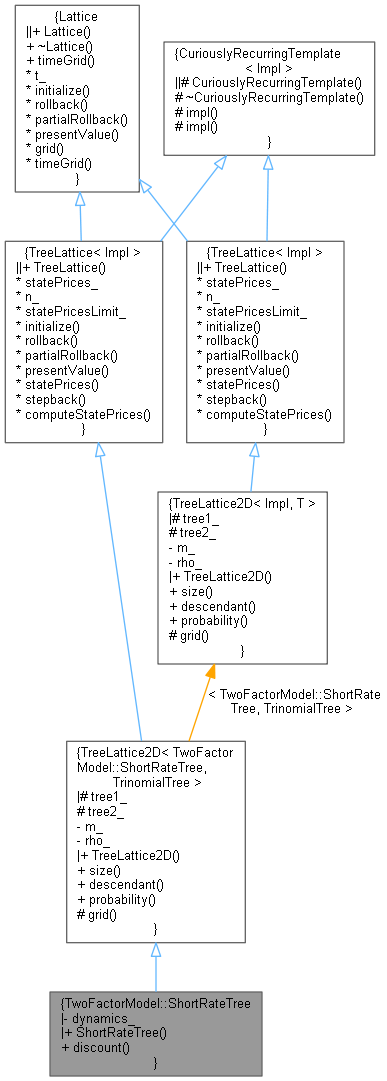 {Lattice
||+ Lattice()
+ ~Lattice()
+ timeGrid()
* t_
* initialize()
* rollback()
* partialRollback()
* presentValue()
* grid()
* timeGrid()
}
{CuriouslyRecurringTemplate
< Impl >
||# CuriouslyRecurringTemplate()
# ~CuriouslyRecurringTemplate()
# impl()
# impl()
}
{TreeLattice< Impl >
||+ TreeLattice()
* statePrices_
* n_
* statePricesLimit_
* initialize()
* rollback()
* partialRollback()
* presentValue()
* statePrices()
* stepback()
* computeStatePrices()
}
{TreeLattice< Impl >
||+ TreeLattice()
* statePrices_
* n_
* statePricesLimit_
* initialize()
* rollback()
* partialRollback()
* presentValue()
* statePrices()
* stepback()
* computeStatePrices()
}
{TreeLattice2D< Impl, T >
|# tree1_
# tree2_
- m_
- rho_
|+ TreeLattice2D()
+ size()
+ descendant()
+ probability()
# grid()
}
< TwoFactorModel::ShortRate
Tree, TrinomialTree >
{TreeLattice2D< TwoFactor
Model::ShortRateTree,
TrinomialTree >
|# tree1_
# tree2_
- m_
- rho_
|+ TreeLattice2D()
+ size()
+ descendant()
+ probability()
# grid()
}
{TwoFactorModel::ShortRateTree
|- dynamics_
|+ ShortRateTree()
+ discount()
}